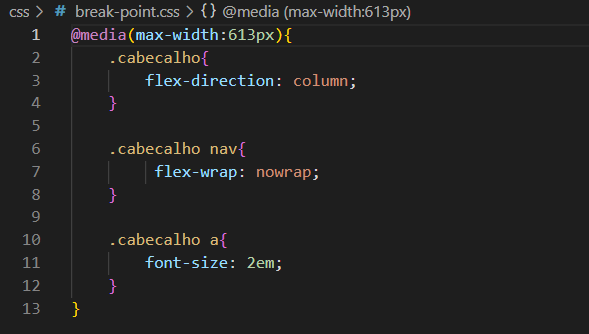 css > # break-point.css > {} @media (max-width:613px)
1 @media(max-width:613px){
2 .cabecalho{
3 flex-direction: column;
4 }
5
6 .cabecalho nav{
7 flex-wrap: nowrap;
8 }
9
10 .cabecalho a{
11 font-size: 2em;
12 }
13 }